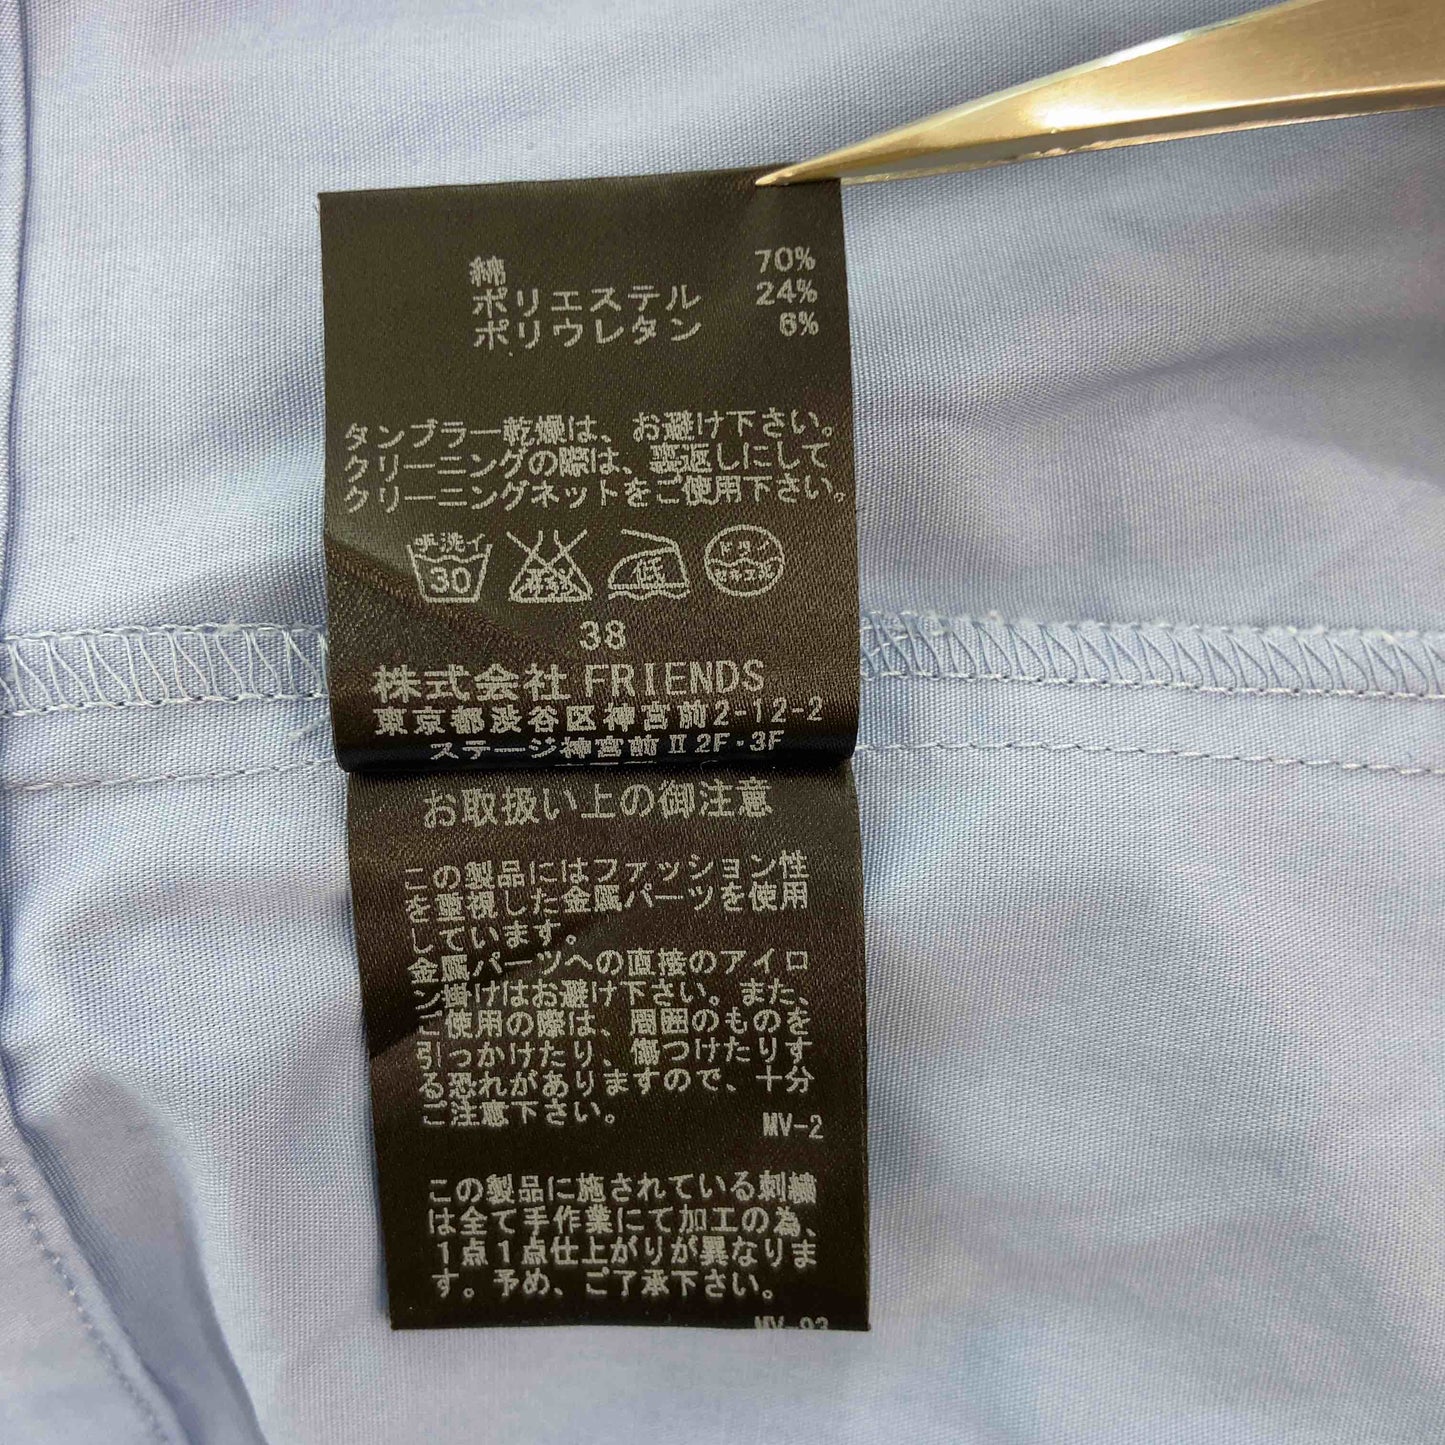 綿 70%
ポリエステル 24%
ポリウレタン 6%
タンブラー乾燥は、お避け下さい。
クリーニングの際は、裏返しにして
クリーニングネットをご使用下さい。
手洗イ
30
低
38
株式会社 FRIENDS
東京都渋谷区神宮前2-12-2
ステージ神宮前Ⅱ 2F・3F
お取扱い上の御注意
この製品にはファッション性
を重視した金属パーツを使用
しています。
金属パーツへの直接のアイロ
ン掛けはお避け下さい。また、
ご使用の際は、周囲のものを
引っかけたり、傷つけたりす
る恐れがありますので、十分
ご注意下さい。
MV-2
この製品に施されている刺繍
は全て手作業にて加工の為、
1点1点仕上がりが異なりま
す。予め、ご了承下さい。
MV-93